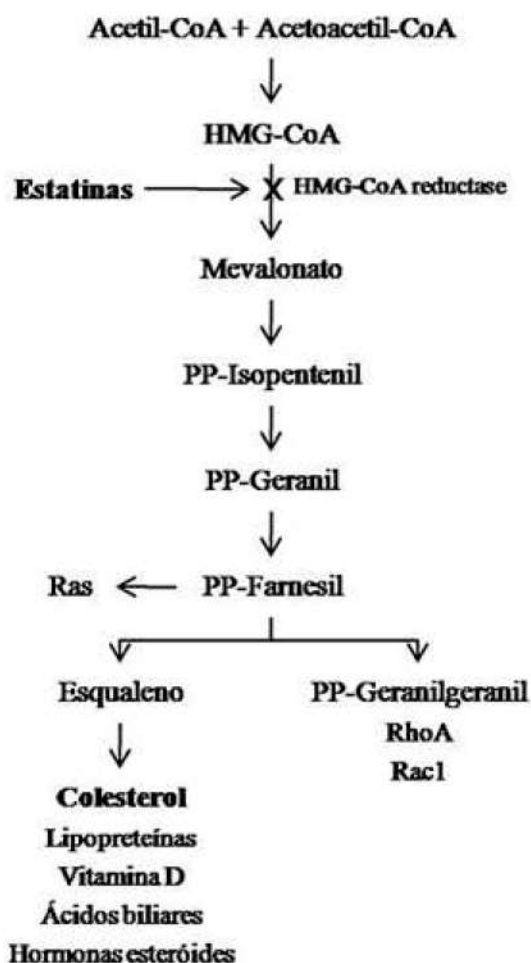 Acetil-CoA + Acetoacetil-CoA
HMG-CoA
Estatinas
X HMG-CoA reductase
Mevalonato
PP-Isopentenil
PP-Geranil
Ras
PP-Farnesil
Esqualeno
PP-Geranilgeranil
RhoA
Rac1
Colesterol
Lipopreteínas
Vitamina D
Ácidos biliares
Hormonas esteróides